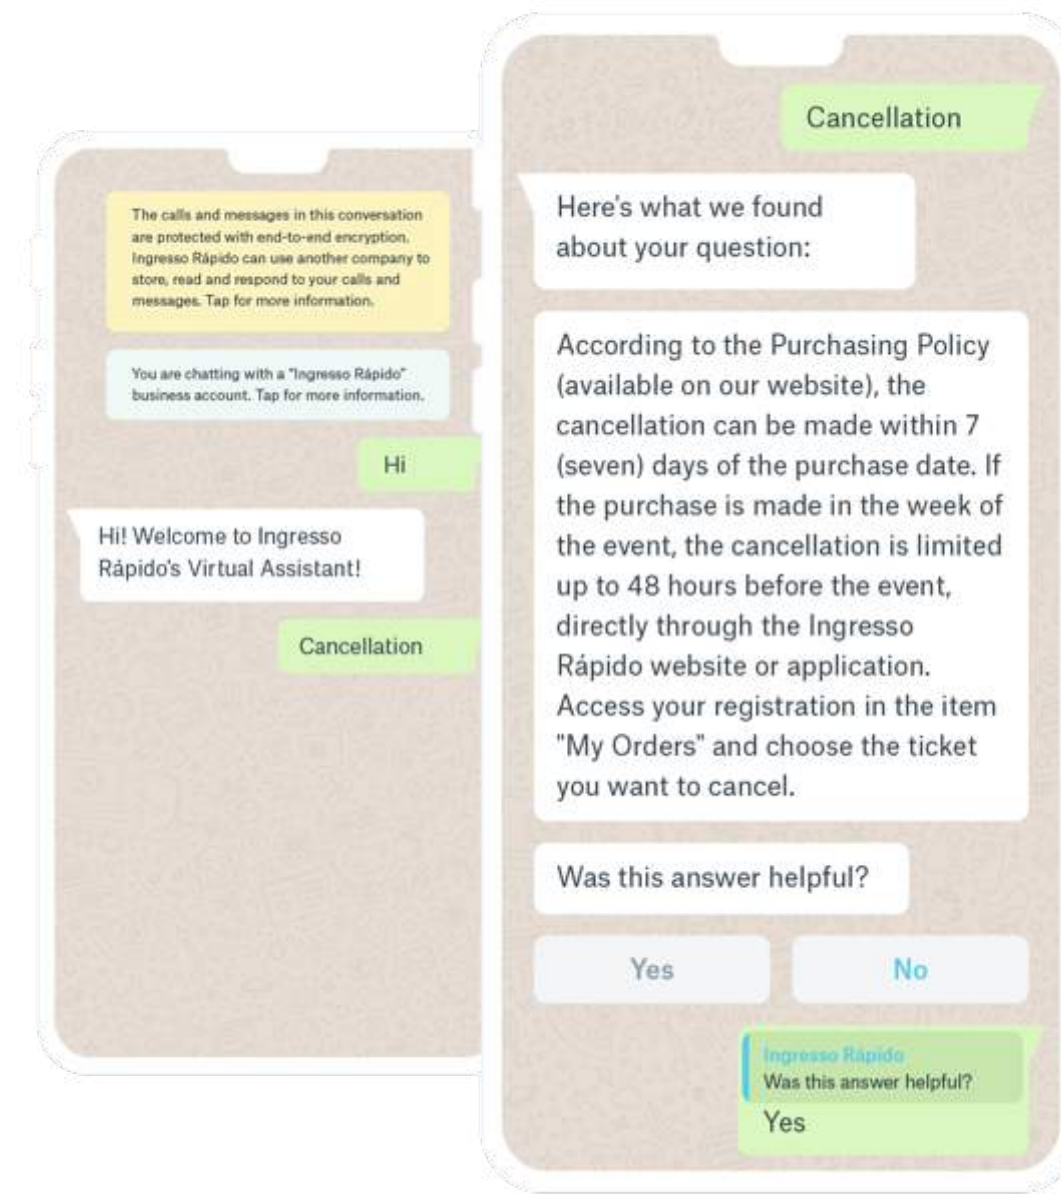 The calls and messages in this conversation
are protected with end-to-end encryption.
Ingresso Rápido can use another company to
store, read and respond to your calls and
messages. Tap for more information.
You are chatting with a "Ingresso Rápido"
business account. Tap for more information.
Hi
Hi! Welcome to Ingresso
Rápido's Virtual Assistant!
Cancellation
Cancellation
Here's what we found
about your question:
According to the Purchasing Policy
(available on our website), the
cancellation can be made within 7
(seven) days of the purchase date. If
the purchase is made in the week of
the event, the cancellation is limited
up to 48 hours before the event,
directly through the Ingresso
Rápido website or application.
Access your registration in the item
"My Orders" and choose the ticket
you want to cancel.
Was this answer helpful?
Yes No
Ingresso Rápido
Was this answer helpful?
Yes